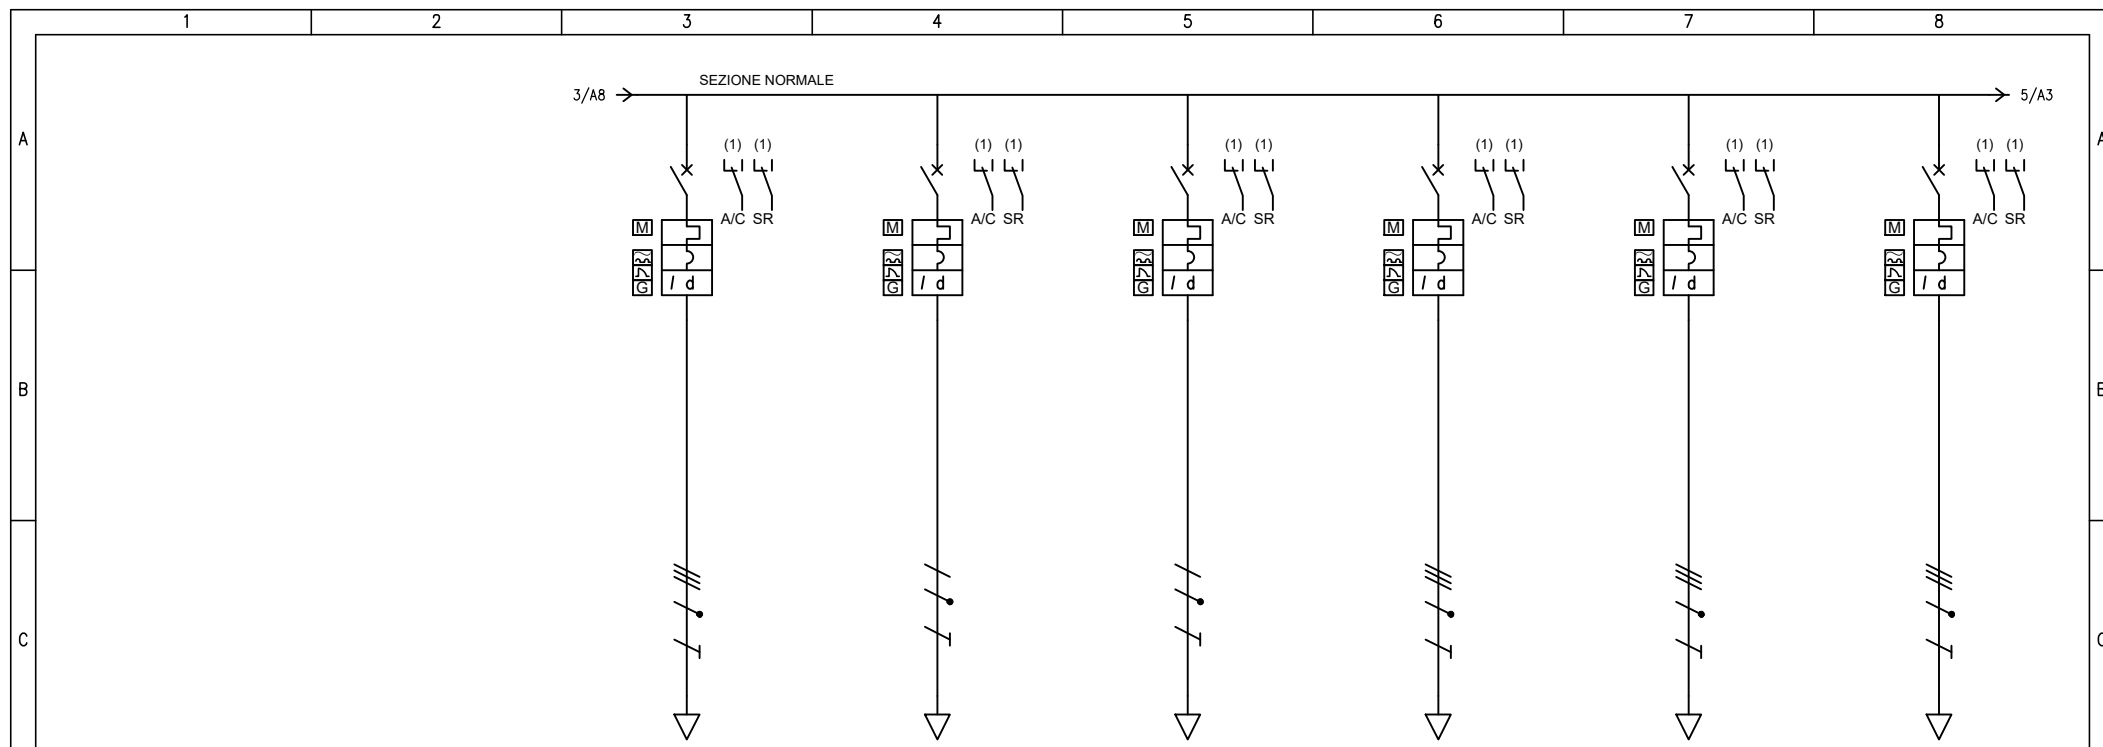 1 2 3 4 5 6 7 8
SEZIONE NORMALE
3/A8 5/A3
A A
(1) (1) (1) (1) (1) (1) (1) (1) (1) (1) (1) (1)
A/C SR A/C SR A/C SR A/C SR A/C SR A/C SR
M M M M M M
G I d G I d G I d G I d G I d G I d
B B
C C